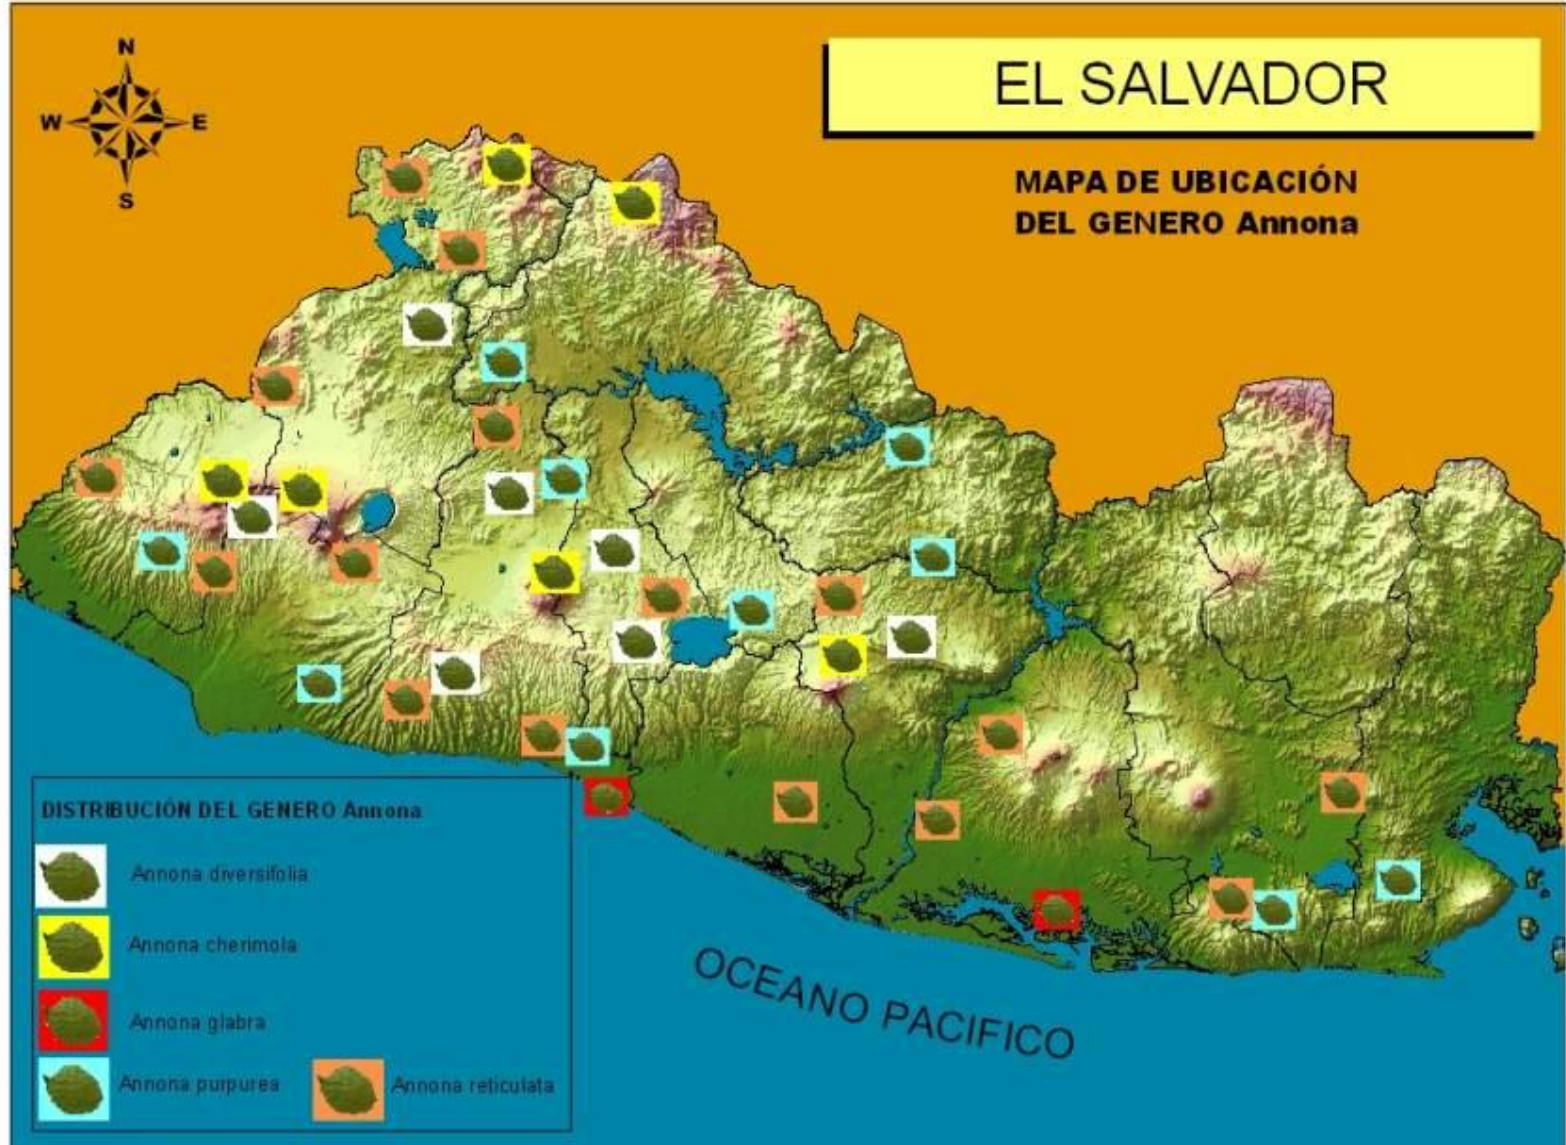 N
W E
S
EL SALVADOR
MAPA DE UBICACIÓN
DEL GENERO Annona
DISTRIBUCIÓN DEL GENERO Annona
Annona diversifolia
Annona cherimola
Annona glabra
Annona purpurea
Annona reticulata
OCEANO PACIFICO